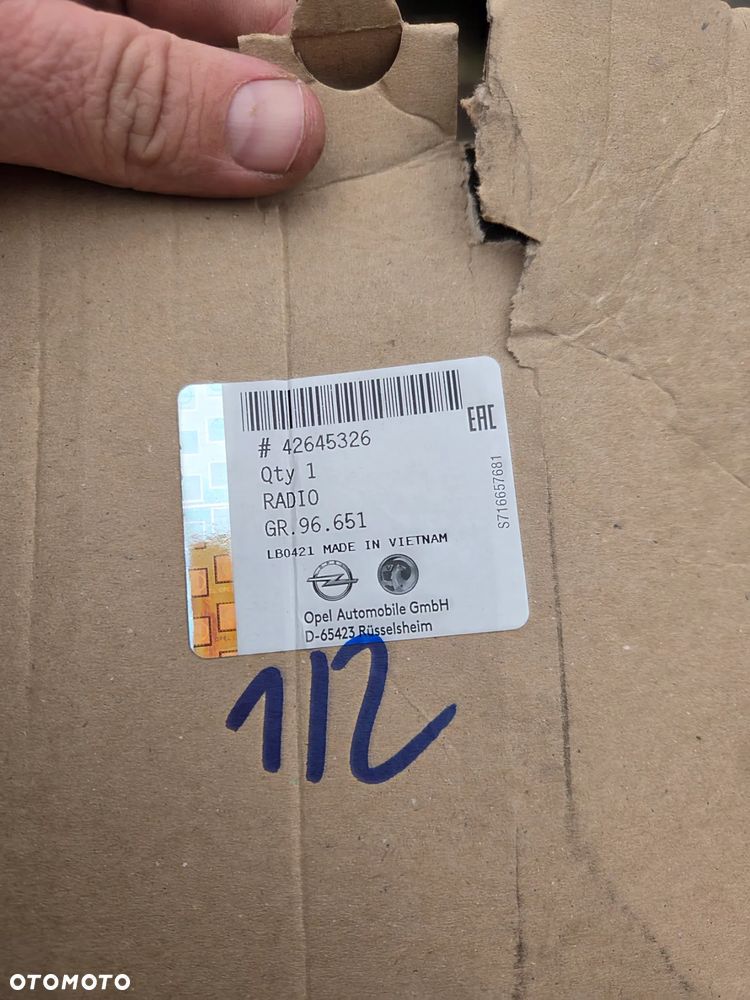 EAC
# 42645326
Qty 1
RADIO
GR.96.651
S716657681
LB0421 MADE IN VIETNAM
Opel Automobile GmbH
D-65423 Rüsselsheim
112
OTOMOTO